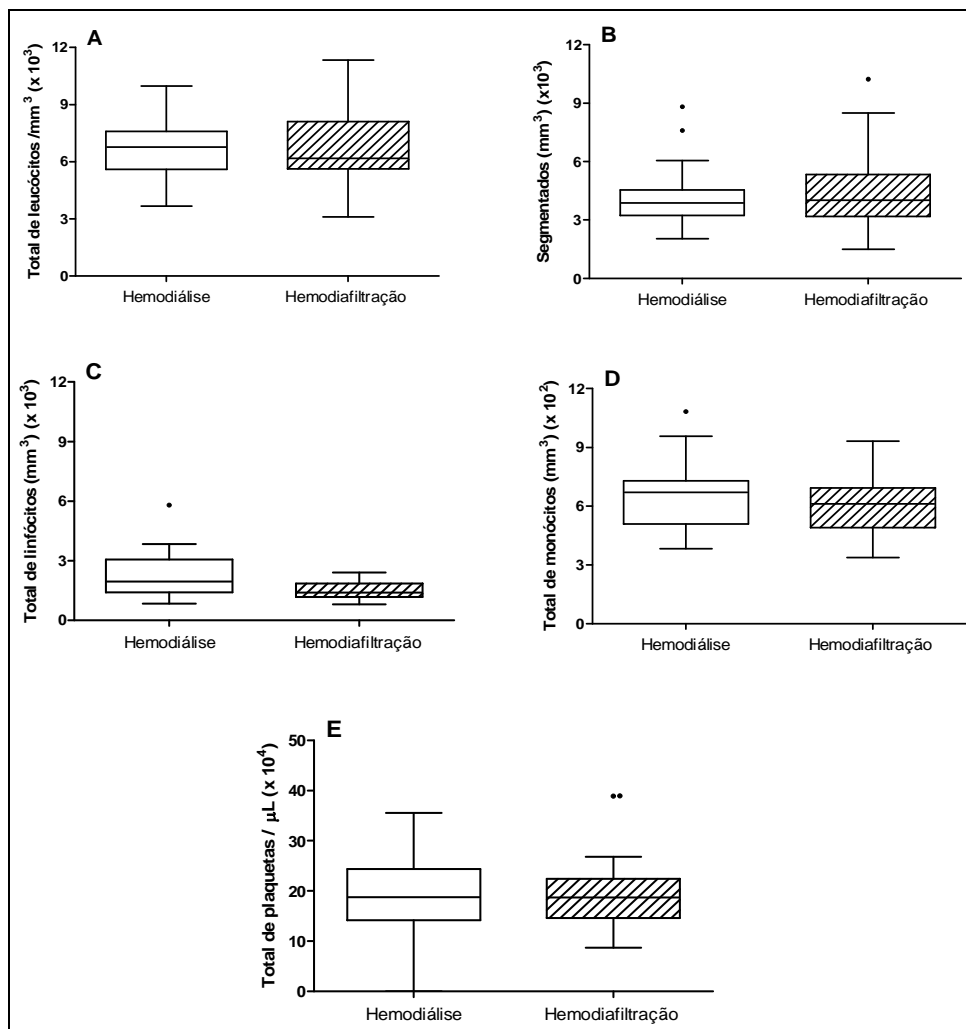 A
Total de leucócitos /mm³ (x 10³)
12
9
6
3
0
Hemodiálise
Hemodiafiltração
B
Segmentados (mm³) (x10³)
12
9
6
3
0
Hemodiálise
Hemodiafiltração
C
Total de linfócitos (mm³) (x 10³)
12
9
6
3
0
Hemodiálise
Hemodiafiltração
D
Total de monócitos (mm³) (x 10²)
12
9
6
3
0
Hemodiálise
Hemodiafiltração
E
Total de plaquetas / µL (x 10⁴)
50
40
30
20
10
0
Hemodiálise
Hemodiafiltração